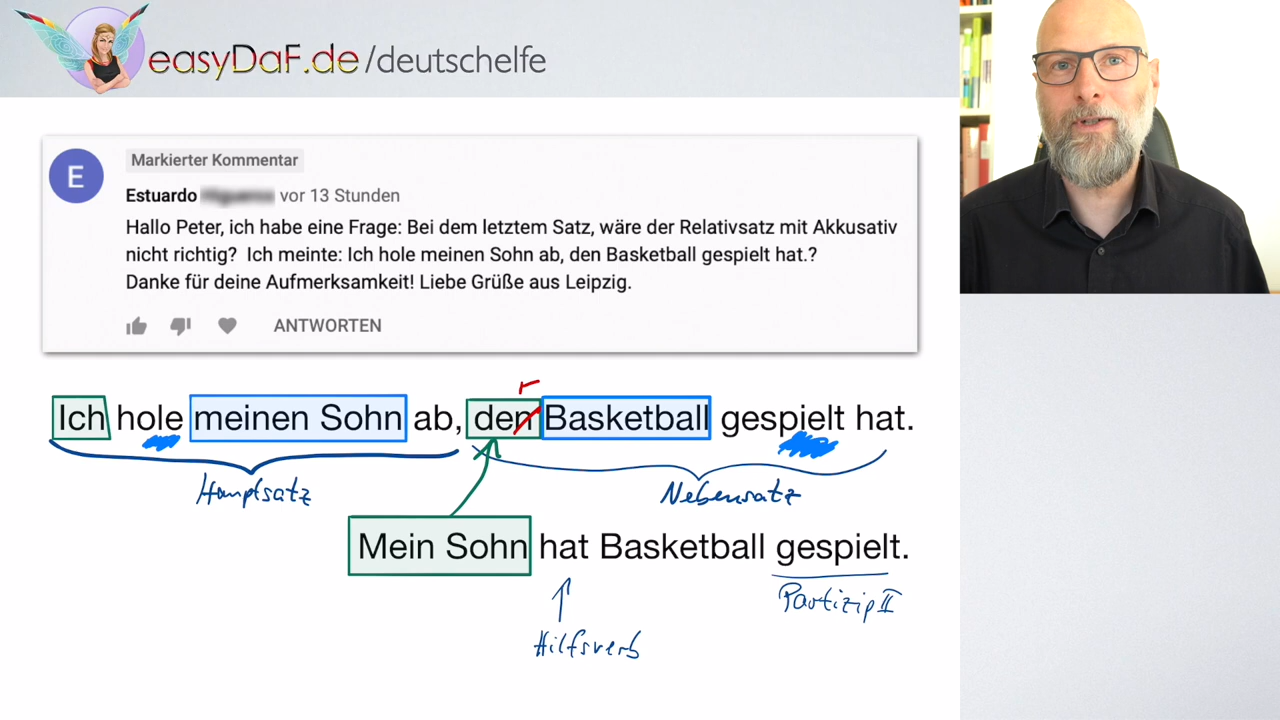 easyDaF.de/deutschelfe
E
Markierter Kommentar
Estuardo vor 13 Stunden
Hallo Peter, ich habe eine Frage: Bei dem letztem Satz, wäre der Relativsatz mit Akkusativ
nicht richtig? Ich meinte: Ich hole meinen Sohn ab, den Basketball gespielt hat.?
Danke für deine Aufmerksamkeit! Liebe Grüße aus Leipzig.
ANTWORTEN
r
Ich hole meinen Sohn ab, den Basketball gespielt hat.
Hauptsatz Nebensatz
Mein Sohn hat Basketball gespielt.
Partizip II
Hilfsverb